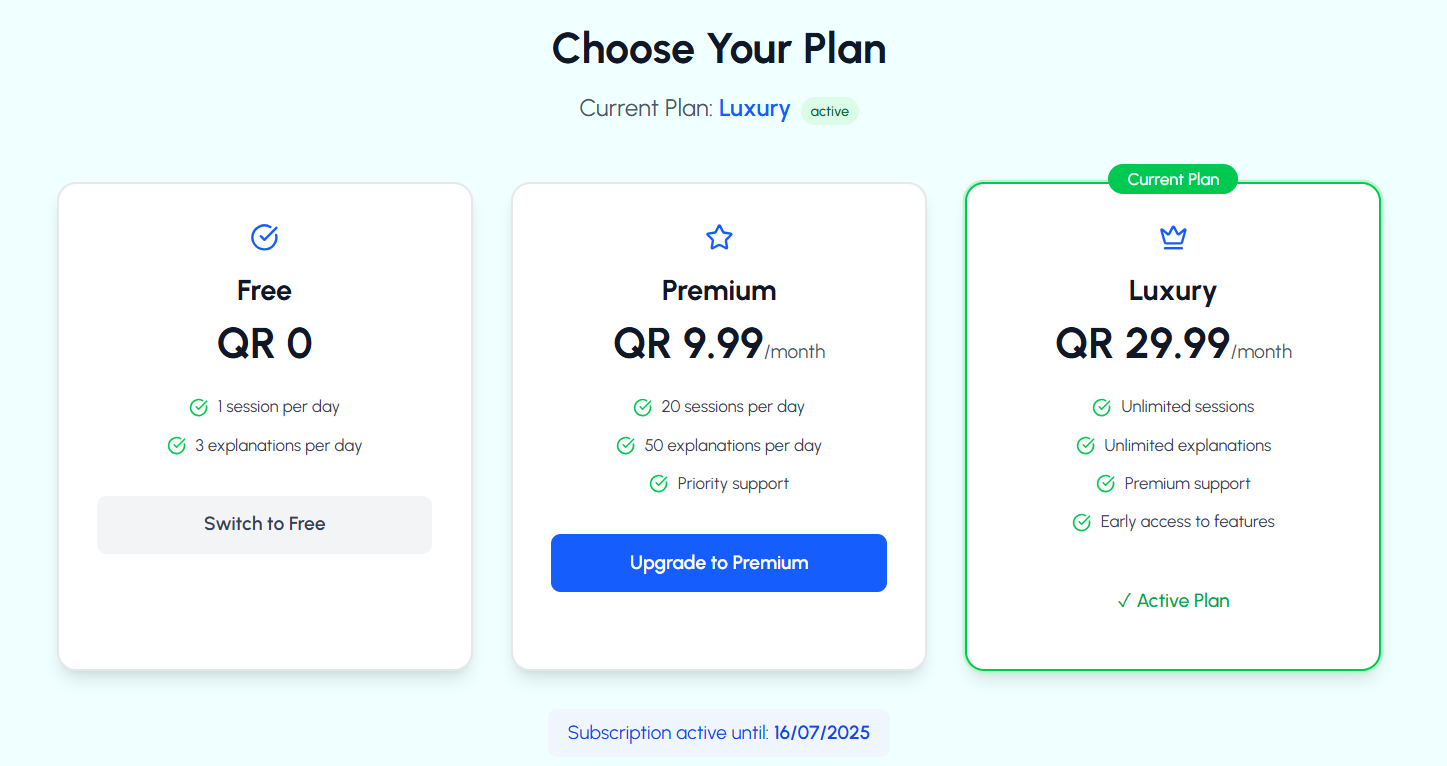 Choose Your Plan
Current Plan: Luxury active
Free
QR 0
1 session per day
3 explanations per day
Switch to Free
Premium
QR 9.99/month
20 sessions per day
50 explanations per day
Priority support
Upgrade to Premium
Current Plan
Luxury
QR 29.99/month
Unlimited sessions
Unlimited explanations
Premium support
Early access to features
✓ Active Plan
Subscription active until: 16/07/2025